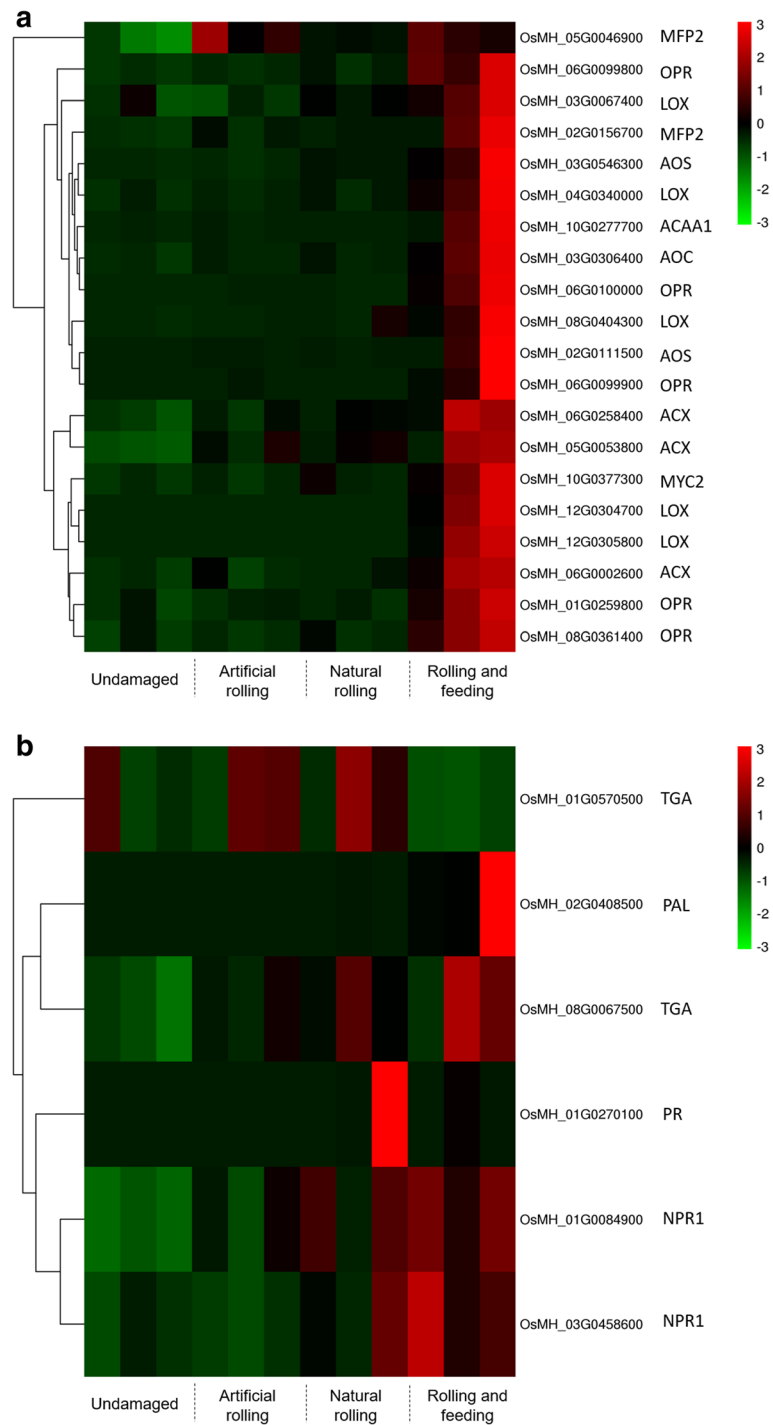 a
OsMH_05G0046900 MFP2
OsMH_06G0099800 OPR
OsMH_03G0067400 LOX
OsMH_02G0156700 MFP2
OsMH_03G0546300 AOS
OsMH_04G0340000 LOX
OsMH_10G0277700 ACAA1
OsMH_03G0306400 AOC
OsMH_06G0100000 OPR
OsMH_08G0404300 LOX
OsMH_02G0111500 AOS
OsMH_06G0099900 OPR
OsMH_06G0258400 ACX
OsMH_05G0053800 ACX
OsMH_10G0377300 MYC2
OsMH_12G0304700 LOX
OsMH_12G0305800 LOX
OsMH_06G0002600 ACX
OsMH_01G0259800 OPR
OsMH_08G0361400 OPR
3
2
1
0
-1
-2
-3
Undamaged
Artificial
rolling
Natural
rolling
Rolling and
feeding
b
OsMH_01G0570500 TGA
OsMH_02G0408500 PAL
OsMH_08G0067500 TGA
OsMH_01G0270100 PR
OsMH_01G0084900 NPR1
OsMH_03G0458600 NPR1
3
2
1
0
-1
-2
-3
Undamaged
Artificial
rolling
Natural
rolling
Rolling and
feeding